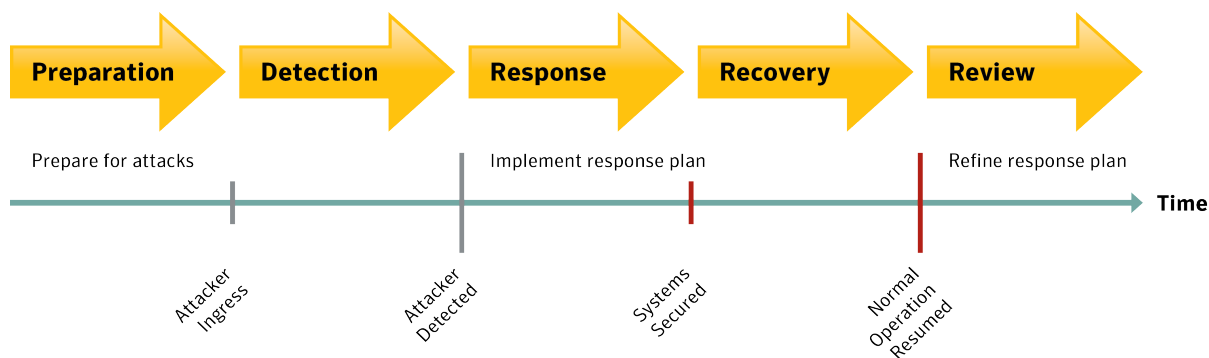 Preparation
Detection
Response
Recovery
Review
Prepare for attacks
Implement response plan
Refine response plan
Time
Attacker
Ingress
Attacker
Detected
Systems
Secured
Normal
Operation
Resumed